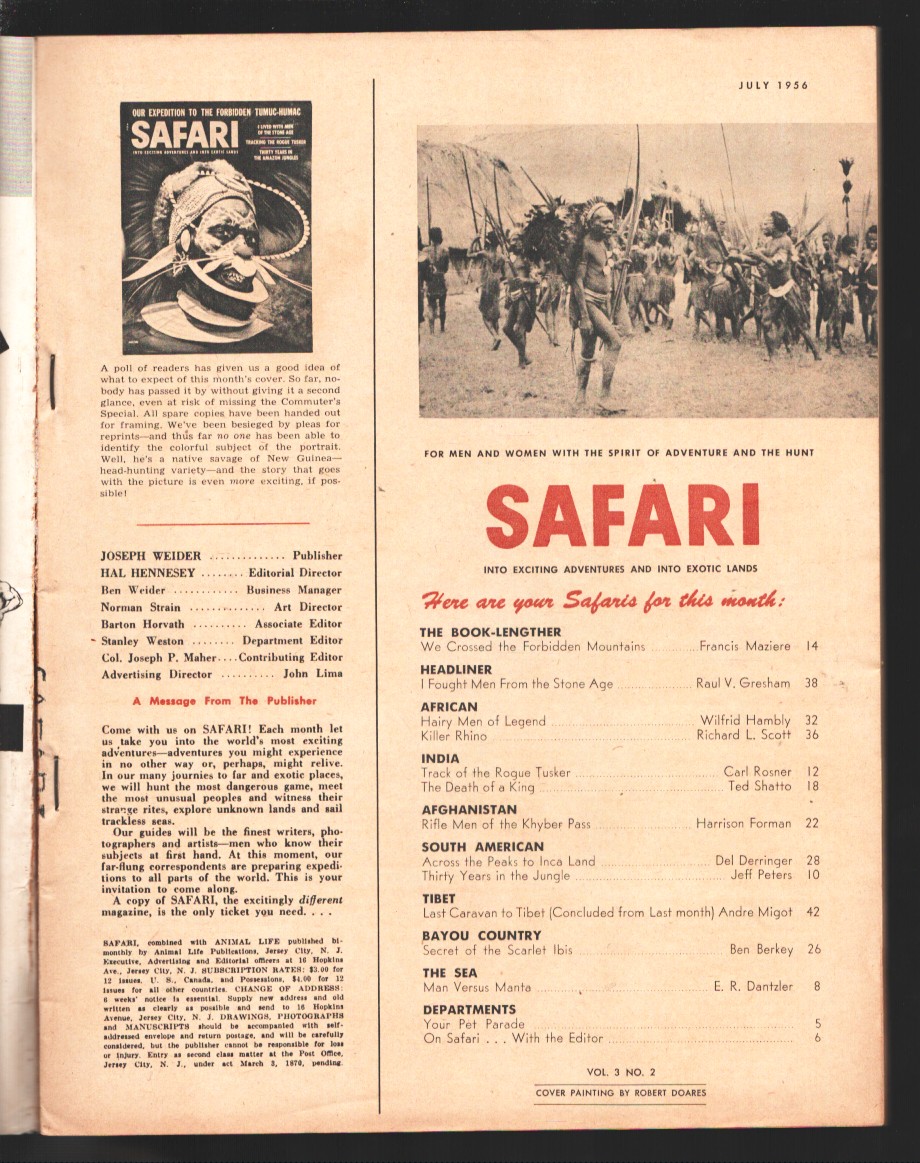 OUR EXPEDITION TO THE FORBIDDEN TUMUC-HUMAC
SAFARI
INTO EXCITING ADVENTURES AND INTO EXOTIC LANDS
I LIVED WITH MEN
OF THE STONE AGE
TRACKING THE ROGUE TUSKER
THIRTY YEARS IN
THE AMAZON JUNGLES
A poll of readers has given us a good idea of
what to expect of this month's cover. So far, no-
body has passed it by without giving it a second
glance, even at risk of missing the Commuter's
Special. All spare copies have been handed out
for framing. We've been besieged by pleas for
reprints—and thus far no one has been able to
identify the colorful subject of the portrait.
Well, he's a native savage of New Guinea—
head-hunting variety—and the story that goes
with the picture is even more exciting, if pos-
sible!
JOSEPH WEIDER .............. Publisher
HAL HENNESEY ........ Editorial Director
Ben Weider ........... Business Manager
Norman Strain .............. Art Director
Barton Horvath .......... Associate Editor
Stanley Weston ........ Department Editor
Col. Joseph P. Maher....Contributing Editor
Advertising Director .......... John Lima
A Message From The Publisher
Come with us on SAFARI! Each month let
us take you into the world's most exciting
adventures—adventures you might experience
in no other way or, perhaps, might relive.
In our many journies to far and exotic places,
we will hunt the most dangerous game, meet
the most unusual peoples and witness their
strange rites, explore unknown lands and sail
trackless seas.
Our guides will be the finest writers, pho-
tographers and artists—men who know their
subjects at first hand. At this moment, our
far-flung correspondents are preparing expedi-
tions to all parts of the world. This is your
invitation to come along.
A copy of SAFARI, the excitingly different
magazine, is the only ticket you need. . . .
SAFARI, combined with ANIMAL LIFE published bi-
monthly by Animal Life Publications, Jersey City, N. J.
Executive, Advertising and Editorial officers at 16 Hopkins
Ave., Jersey City, N. J. SUBSCRIPTION RATES: $3.00 for
12 issues, U. S., Canada, and Possessions, $4.00 for 12
issues for all other countries. CHANGE OF ADDRESS:
6 weeks' notice is essential. Supply new address and old
written as clearly as possible and send to 16 Hopkins
Avenue, Jersey City, N. J. DRAWINGS, PHOTOGRAPHS
and MANUSCRIPTS should be accompanied with self-
addressed envelope and return postage, and will be carefully
considered, but the publisher cannot be responsible for loss
or injury. Entry as second class matter at the Post Office,
Jersey City, N. J., under act March 3, 1870, pending.
JULY 1956
FOR MEN AND WOMEN WITH THE SPIRIT OF ADVENTURE AND THE HUNT
SAFARI
INTO EXCITING ADVENTURES AND INTO EXOTIC LANDS
Here are your Safaris for this month:
THE BOOK-LENGTHER
We Crossed the Forbidden Mountains ............ Francis Maziere 14
HEADLINER
I Fought Men From the Stone Age .................. Raul V. Gresham 38
AFRICAN
Hairy Men of Legend .................................. Wilfrid Hambly 32
Killer Rhino .................................. Richard L. Scott 36
INDIA
Track of the Rogue Tusker .................................. Carl Rosner 12
The Death of a King .................................. Ted Shatto 18
AFGHANISTAN
Rifle Men of the Khyber Pass ........................ Harrison Forman 22
SOUTH AMERICAN
Across the Peaks to Inca Land ........................ Del Derringer 28
Thirty Years in the Jungle .................................. Jeff Peters 10
TIBET
Last Caravan to Tibet (Concluded from Last month) Andre Migot 42
BAYOU COUNTRY
Secret of the Scarlet Ibis .................................. Ben Berkey 26
THE SEA
Man Versus Manta .................................. E. R. Dantzler 8
DEPARTMENTS
Your Pet Parade 5
On Safari . . . With the Editor .................................. 6
VOL. 3 NO. 2
COVER PAINTING BY ROBERT DOARES